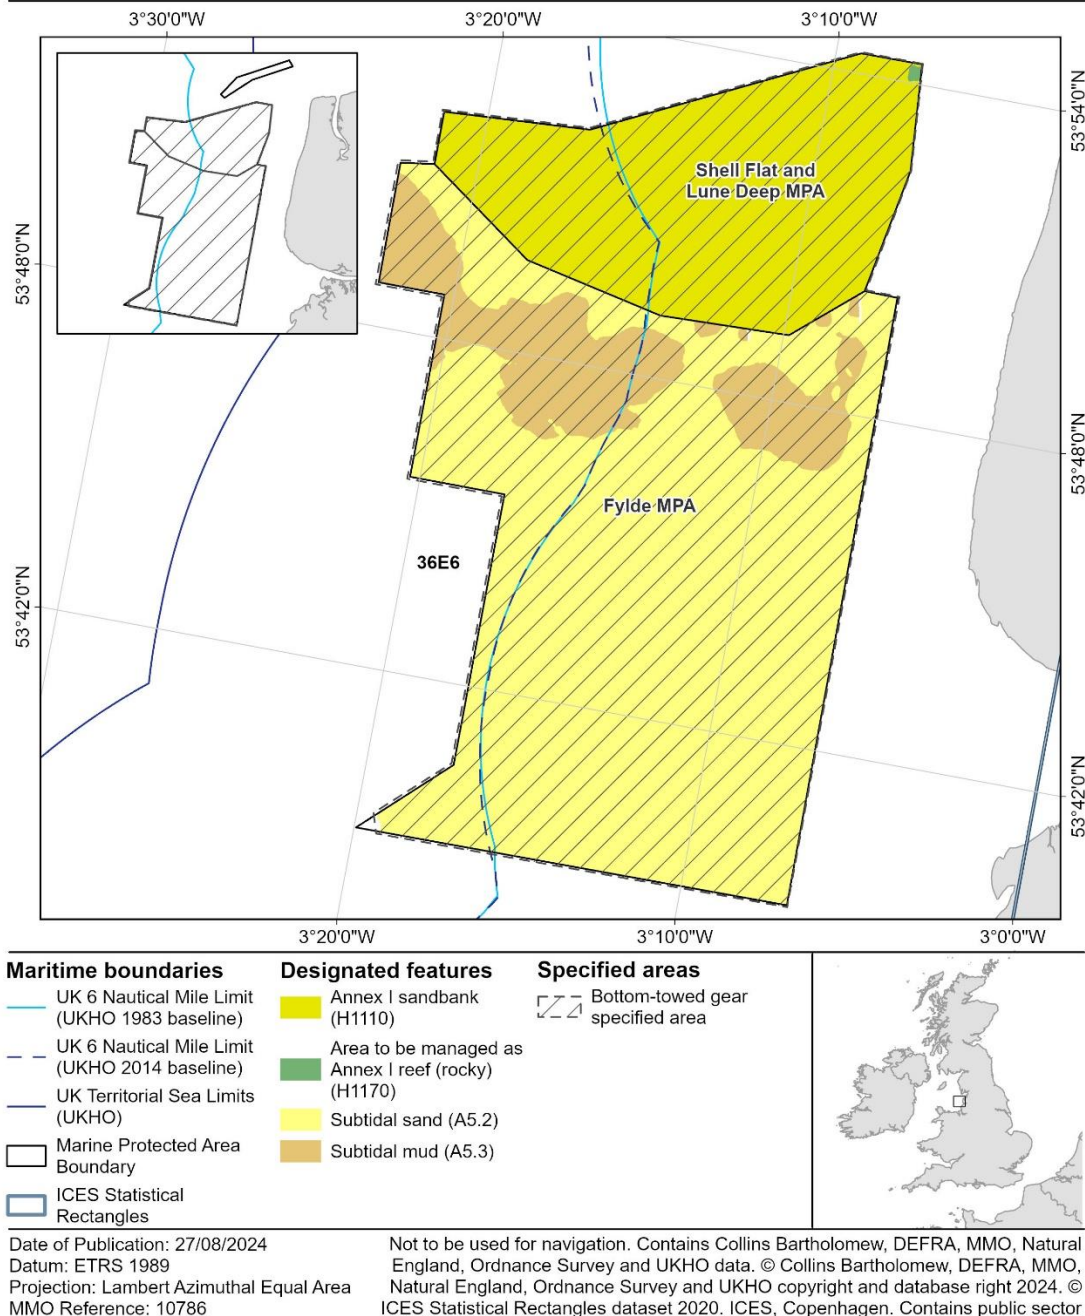 3°30'0"W
3°20'0"W
3°10'0"W
53°54'0"N
Shell Flat and
Lune Deep MPA
53°48'0"N
53°48'0"N
Fylde MPA
36E6
53°42'0"N
53°42'0"N
3°20'0"W
3°10'0"W
3°0'0"W
Maritime boundaries
UK 6 Nautical Mile Limit
(UKHO 1983 baseline)
UK 6 Nautical Mile Limit
(UKHO 2014 baseline)
UK Territorial Sea Limits
(UKHO)
Marine Protected Area
Boundary
ICES Statistical
Rectangles
Designated features
Annex I sandbank
(H1110)
Area to be managed as
Annex I reef (rocky)
(H1170)
Subtidal sand (A5.2)
Subtidal mud (A5.3)
Specified areas
Bottom-towed gear
specified area
Date of Publication: 27/08/2024
Datum: ETRS 1989
Projection: Lambert Azimuthal Equal Area
MMO Reference: 10786
Not to be used for navigation. Contains Collins Bartholomew, DEFRA, MMO, Natural
England, Ordnance Survey and UKHO data. © Collins Bartholomew, DEFRA, MMO,
Natural England, Ordnance Survey and UKHO copyright and database right 2024. ©
ICES Statistical Rectangles dataset 2020. ICES, Copenhagen. Contains public sector